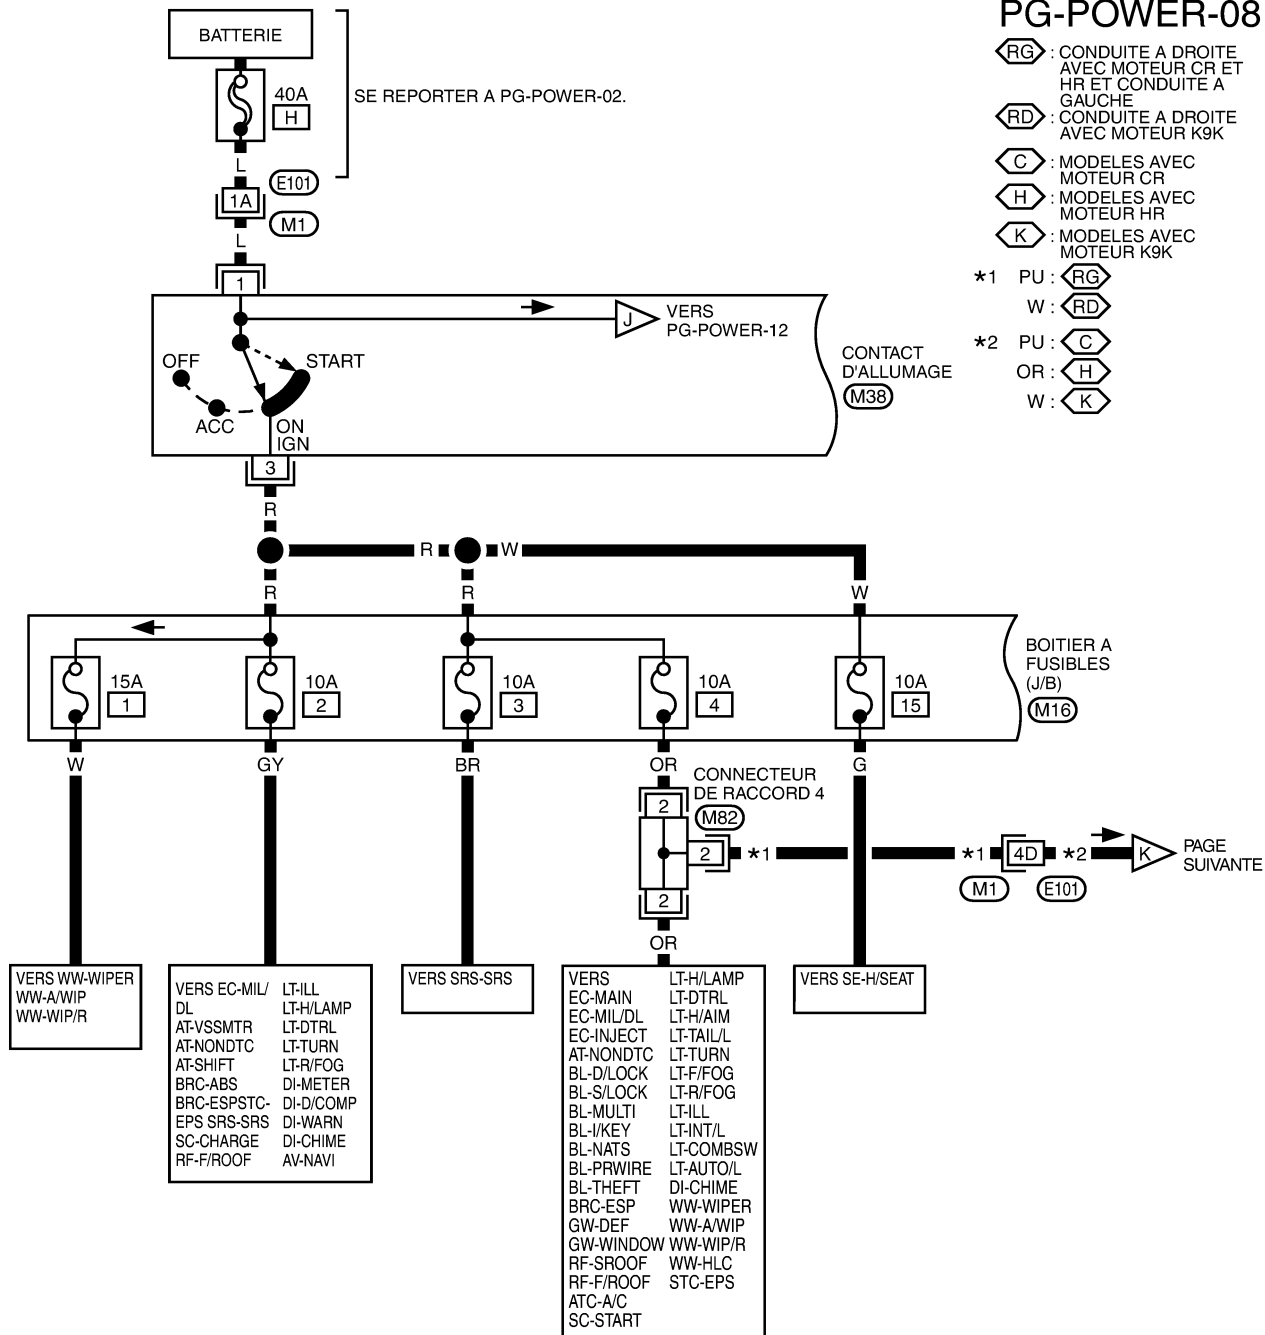 PG-POWER-08
BATTERIE
40A
H
SE REPORTER A PG-POWER-02.
L
E101
1A
M1
L
1
RG : CONDUITE A DROITE
AVEC MOTEUR CR ET
HR ET CONDUITE A
GAUCHE
RD : CONDUITE A DROITE
AVEC MOTEUR K9K
C : MODELES AVEC
MOTEUR CR
H : MODELES AVEC
MOTEUR HR
K : MODELES AVEC
MOTEUR K9K
*1 PU : RG
W : RD
*2 PU : C
OR : H
W : K
J
VERS
PG-POWER-12
OFF
START
ACC
ON
IGN
CONTACT
D'ALLUMAGE
M38
3
R
R W
R R W
15A
1
10A
2
10A
3
10A
4
10A
15
BOITIER A
FUSIBLES
(J/B)
M16
W GY BR OR G
CONNECTEUR
DE RACCORD 4
M82
2
2 *1 *1 4D *2 K
PAGE
SUIVANTE
M1 E101
2
OR
VERS WW-WIPER
WW-A/WIP
WW-WIP/R
VERS EC-MIL/ LT-ILL
DL LT-H/LAMP
AT-VSSMTR LT-DTRL
AT-NONDTC LT-TURN
AT-SHIFT LT-R/FOG
BRC-ABS DI-METER
BRC-ESPSTC- DI-D/COMP
EPS SRS-SRS DI-WARN
SC-CHARGE DI-CHIME
RF-F/ROOF AV-NAVI
VERS SRS-SRS
VERS LT-H/LAMP
EC-MAIN LT-DTRL
EC-MIL/DL LT-H/AIM
EC-INJECT LT-TAIL/L
AT-NONDTC LT-TURN
BL-D/LOCK LT-F/FOG
BL-S/LOCK LT-R/FOG
BL-MULTI LT-ILL
BL-I/KEY LT-INT/L
BL-NATS LT-COMBSW
BL-PRWIRE LT-AUTO/L
BL-THEFT DI-CHIME
BRC-ESP WW-WIPER
GW-DEF WW-A/WIP
GW-WINDOW WW-WIP/R
RF-SROOF WW-HLC
RF-F/ROOF STC-EPS
ATC-A/C
SC-START
VERS SE-H/SEAT